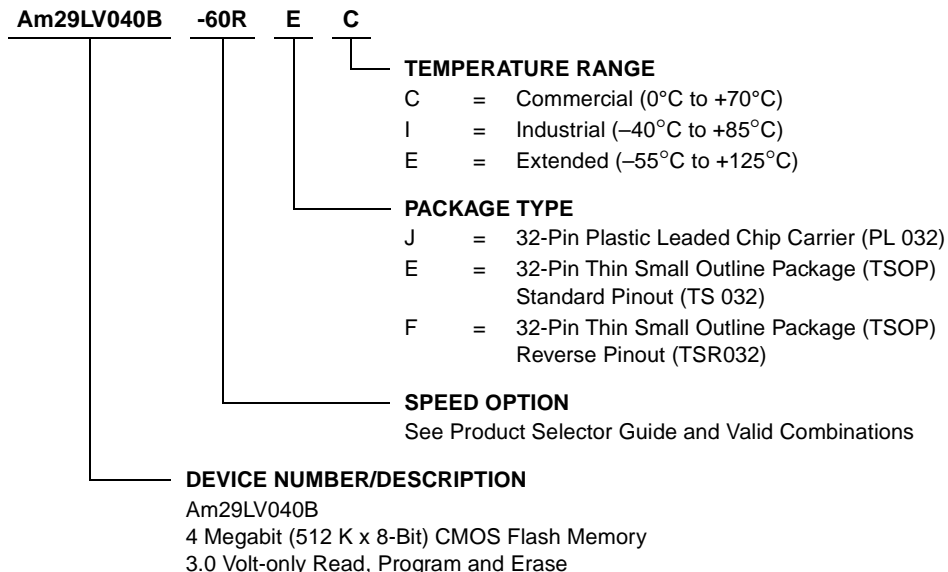 Am29LV040B -60R E C
TEMPERATURE RANGE
C = Commercial (0°C to +70°C)
I = Industrial (–40°C to +85°C)
E = Extended (–55°C to +125°C)
PACKAGE TYPE
J = 32-Pin Plastic Leaded Chip Carrier (PL 032)
E = 32-Pin Thin Small Outline Package (TSOP)
Standard Pinout (TS 032)
F = 32-Pin Thin Small Outline Package (TSOP)
Reverse Pinout (TSR032)
SPEED OPTION
See Product Selector Guide and Valid Combinations
DEVICE NUMBER/DESCRIPTION
Am29LV040B
4 Megabit (512 K x 8-Bit) CMOS Flash Memory
3.0 Volt-only Read, Program and Erase